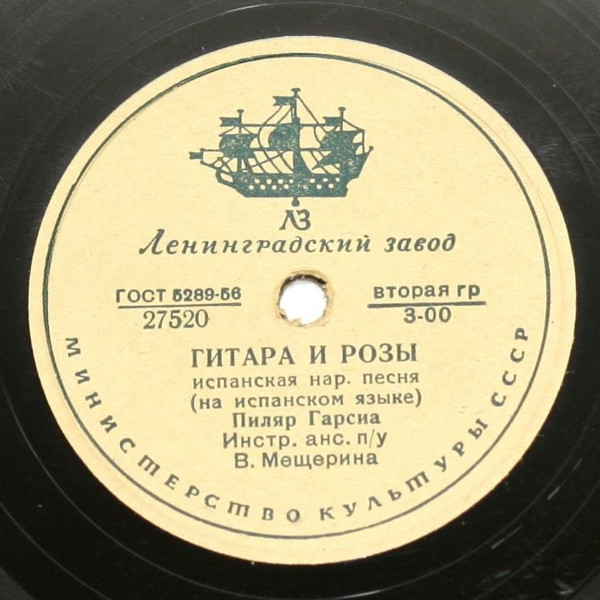 ЛЗ
Ленинградский завод
ГОСТ 5289-56
27520
вторая гр
3-00
ГИТАРА И РОЗЫ
испанская нар. песня
(на испанском языке)
Пиляр Гарсиа
Инстр. анс. п/у
В. Мещерина
МИНИСТЕРСТВО КУЛЬТУРЫ СССР